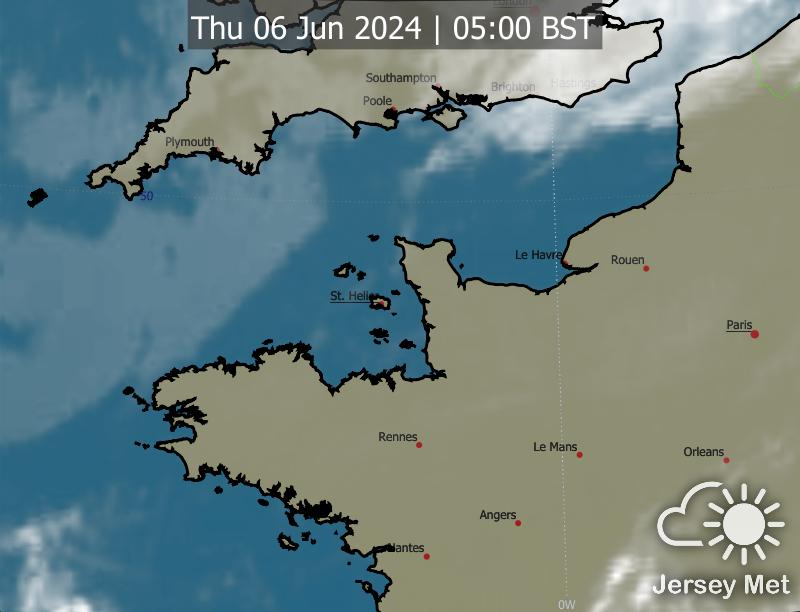 London
Thu 06 Jun 2024 | 05:00 BST
Southampton
Brighton
Hastings
Poole
Plymouth
50
Le Havre
Rouen
St. Helier
Paris
Rennes
Le Mans
Orleans
Angers
Nantes
Jersey Met
0W